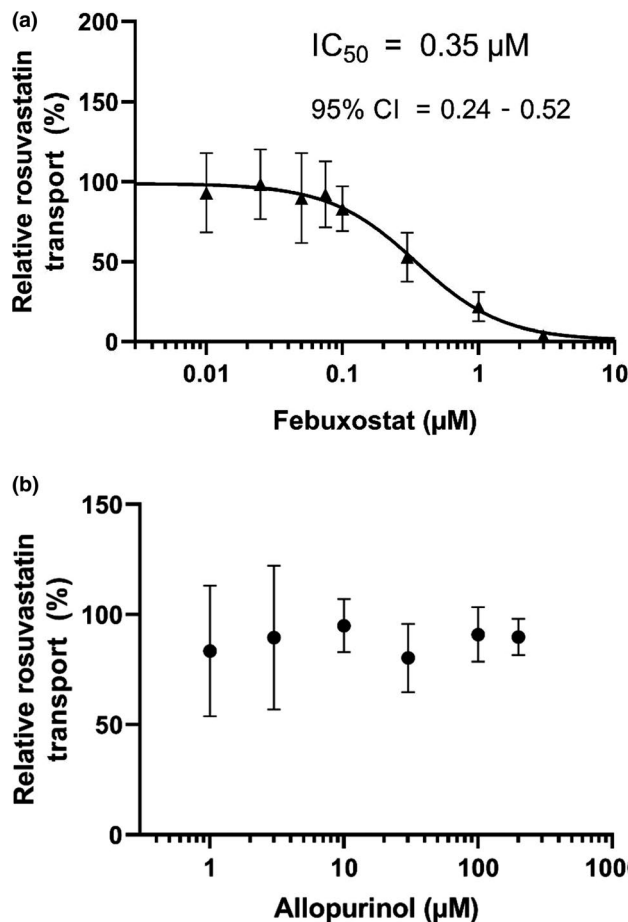 (a)
200
150
100
50
0
Relative rosuvastatin
transport (%)
IC50 = 0.35 µM
95% CI = 0.24 - 0.52
0.01 0.1 1 10
Febuxostat (µM)
(b)
150
100
50
0
Relative rosuvastatin
transport (%)
1 10 100
Allopurinol (µM)